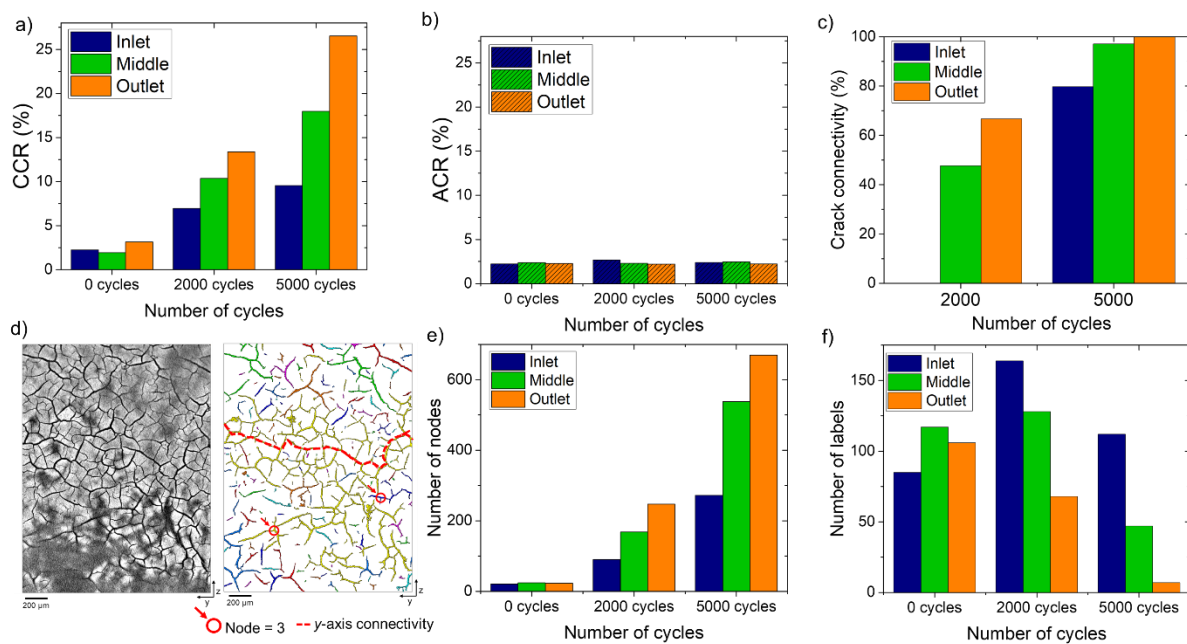 a)
25
20
15
10
5
0
CCR (%)
Inlet
Middle
Outlet
0 cycles 2000 cycles 5000 cycles
Number of cycles
b)
25
20
15
10
5
0
ACR (%)
Inlet
Middle
Outlet
0 cycles 2000 cycles 5000 cycles
Number of cycles
c)
100
80
60
40
20
0
Crack connectivity (%)
Inlet
Middle
Outlet
2000 5000
Number of cycles
d)
200 µm
z
y
200 µm
z
y
Node = 3 y-axis connectivity
e)
600
400
200
0
Number of nodes
Inlet
Middle
Outlet
0 cycles 2000 cycles 5000 cycles
Number of cycles
f)
150
100
50
0
Number of labels
Inlet
Middle
Outlet
0 cycles 2000 cycles 5000 cycles
Number of cycles